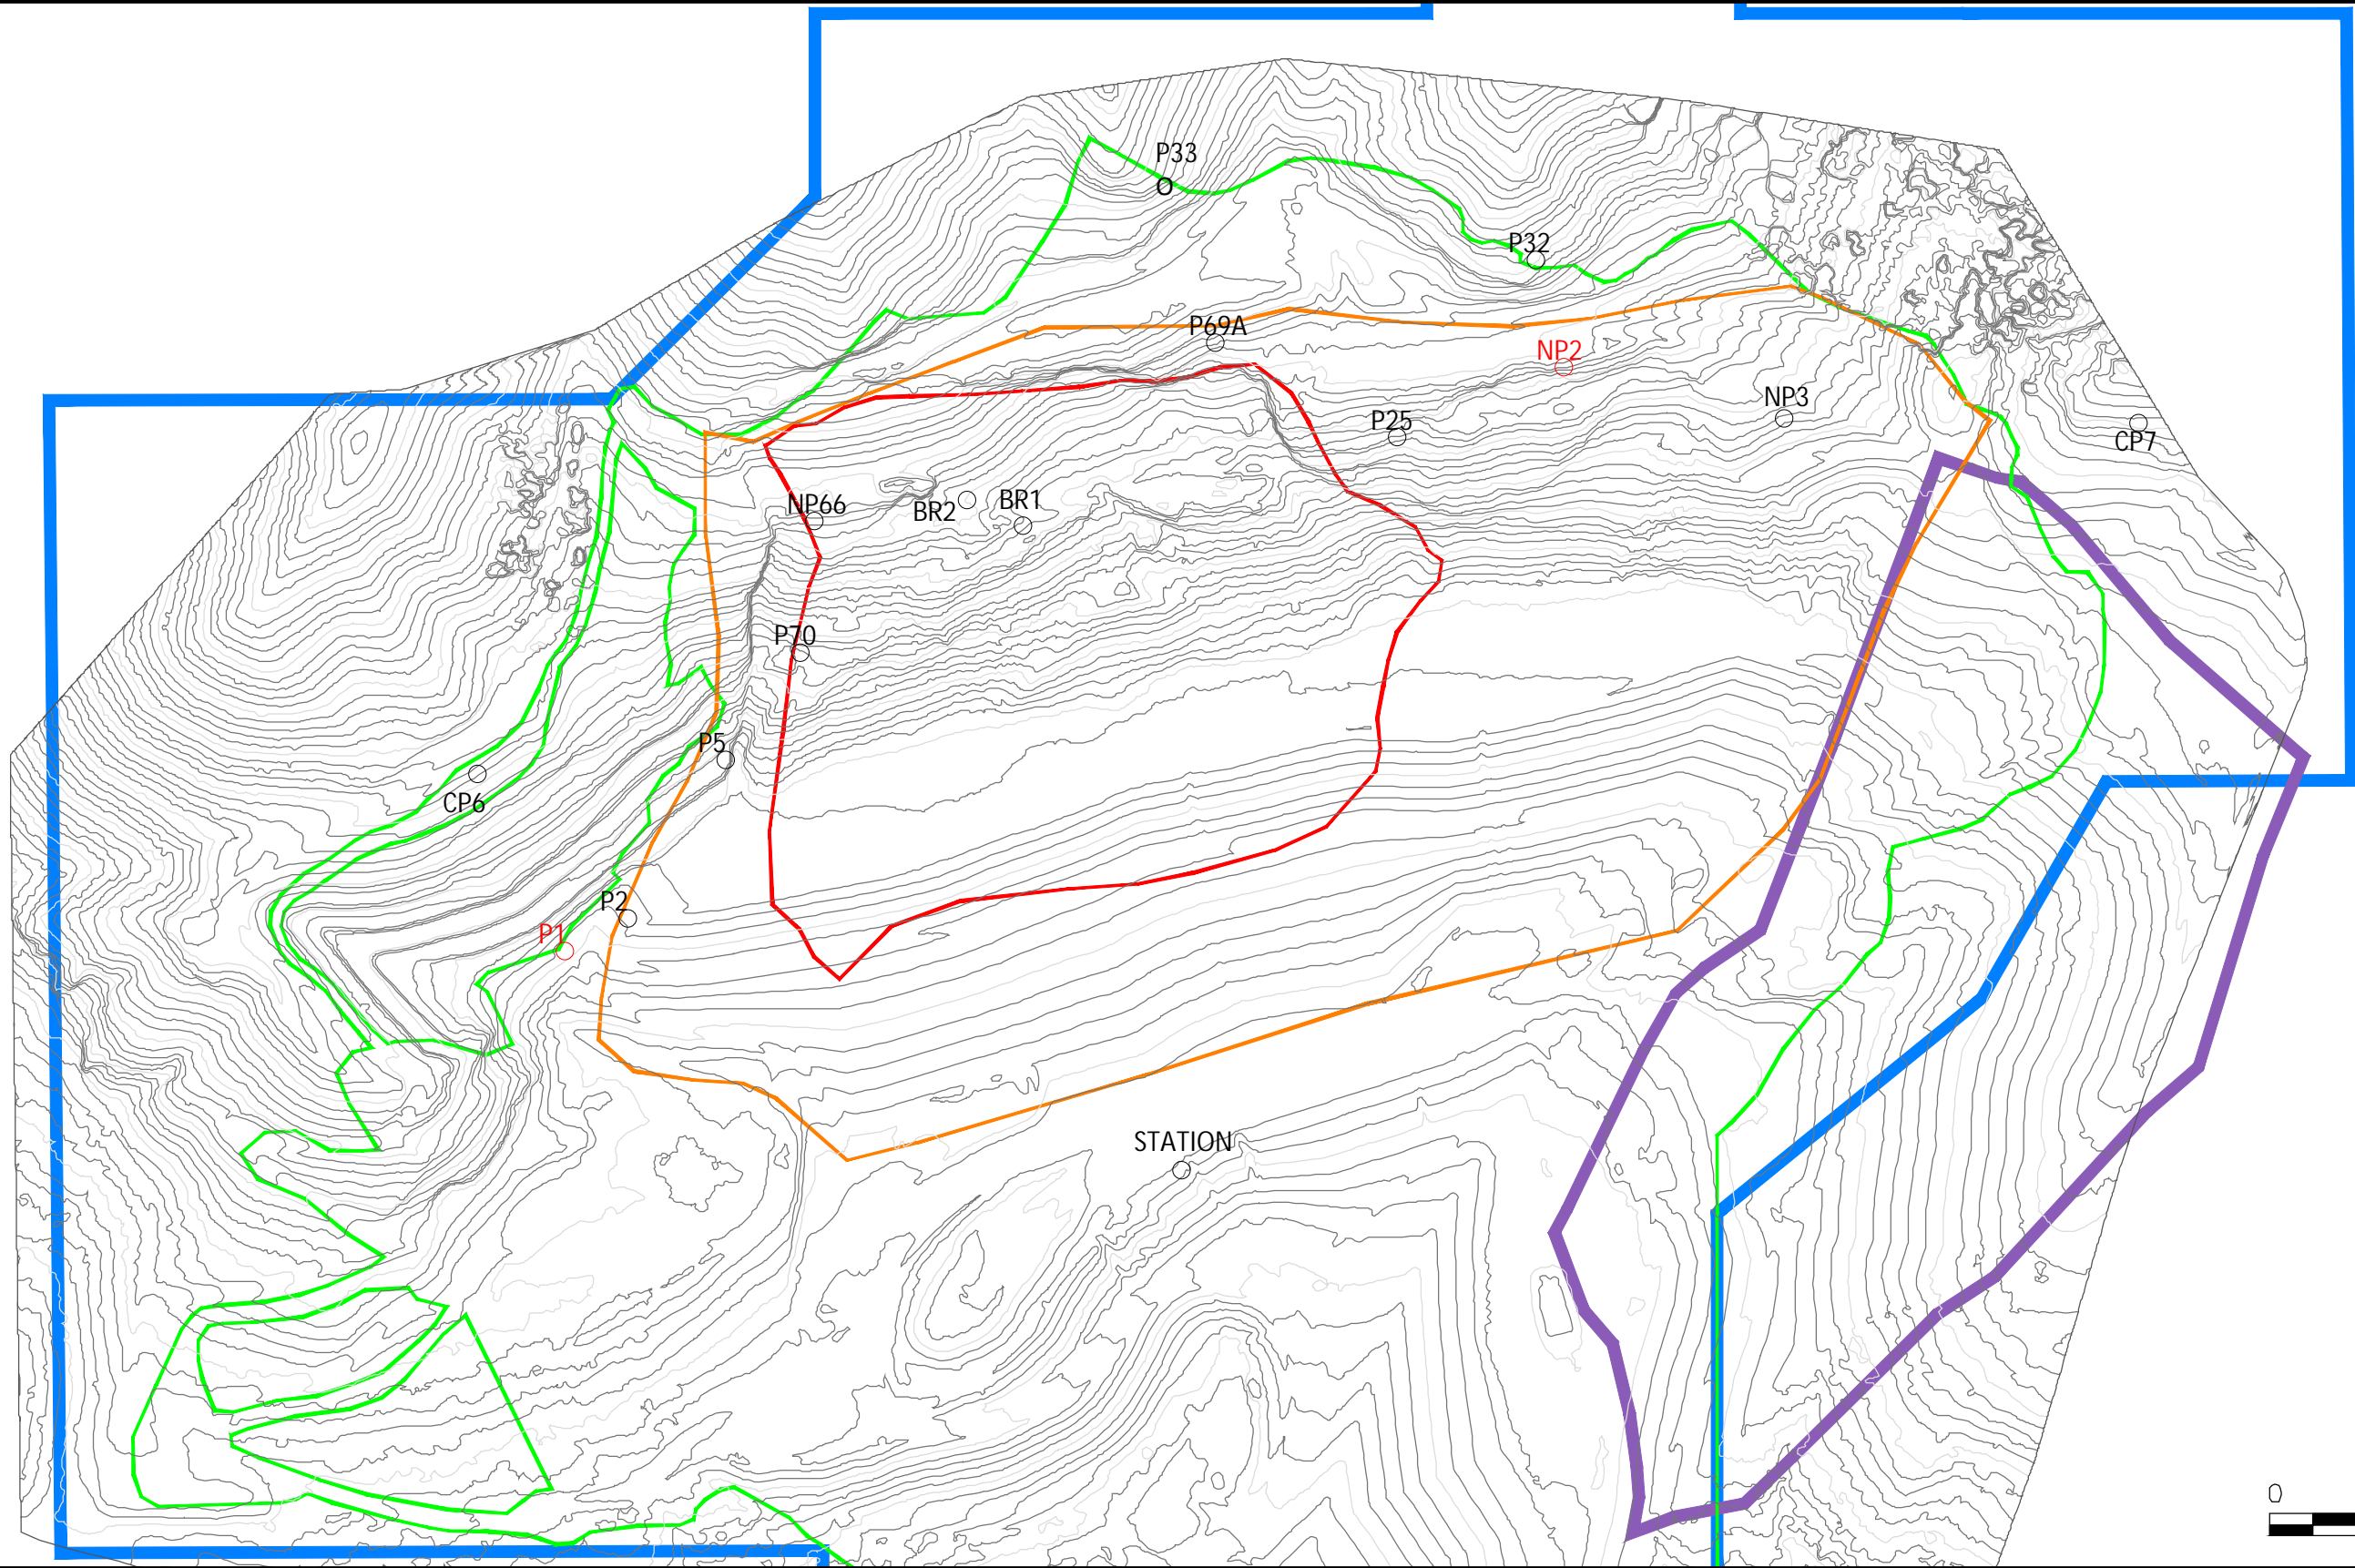 P33
P32
P69A
NP2
NP3
P25
CP7
NP66
BR2
BR1
P70
P5
CP6
P2
P1
STATION
0